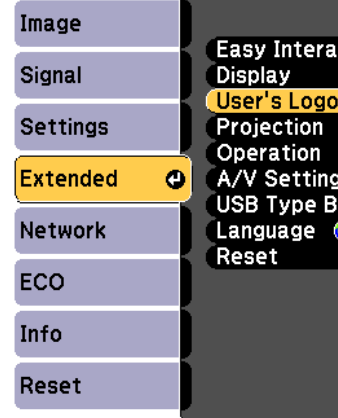 Image
Signal
Settings
Extended
Network
ECO
Info
Reset
Easy Intera
Display
User's Logo
Projection
Operation
A/V Setting
USB Type B
Language
Reset